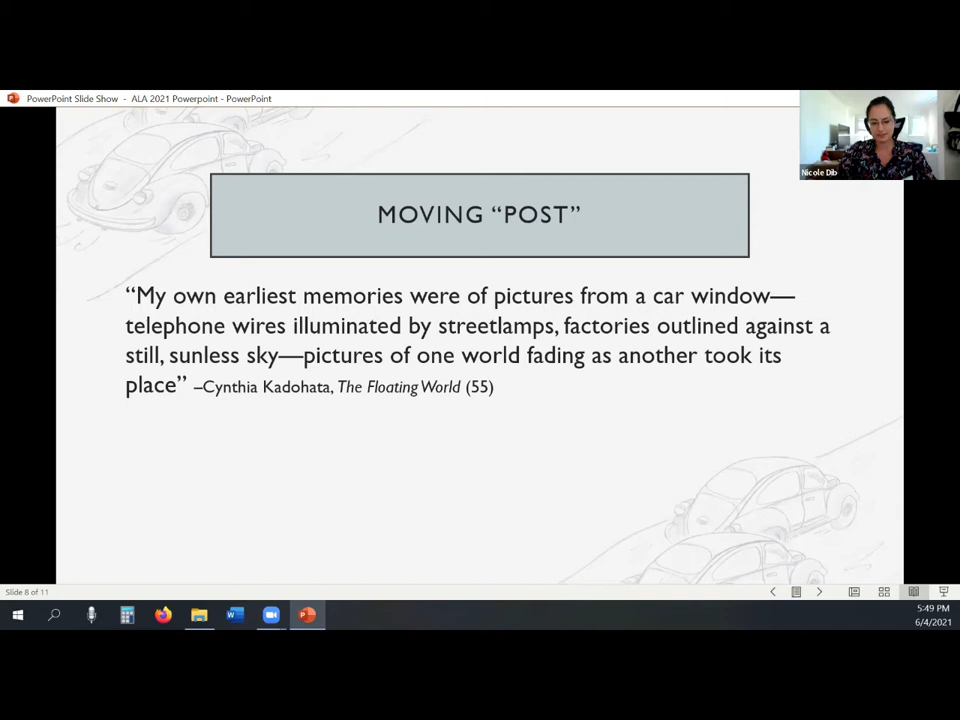 PowerPoint Slide Show - ALA 2021 Powerpoint - PowerPoint
Nicole Dib
MOVING “POST”
“My own earliest memories were of pictures from a car window—
telephone wires illuminated by streetlamps, factories outlined against a
still, sunless sky—pictures of one world fading as another took its
place” –Cynthia Kadohata, The Floating World (55)
Slide 8 of 11
5:49 PM
6/4/2021